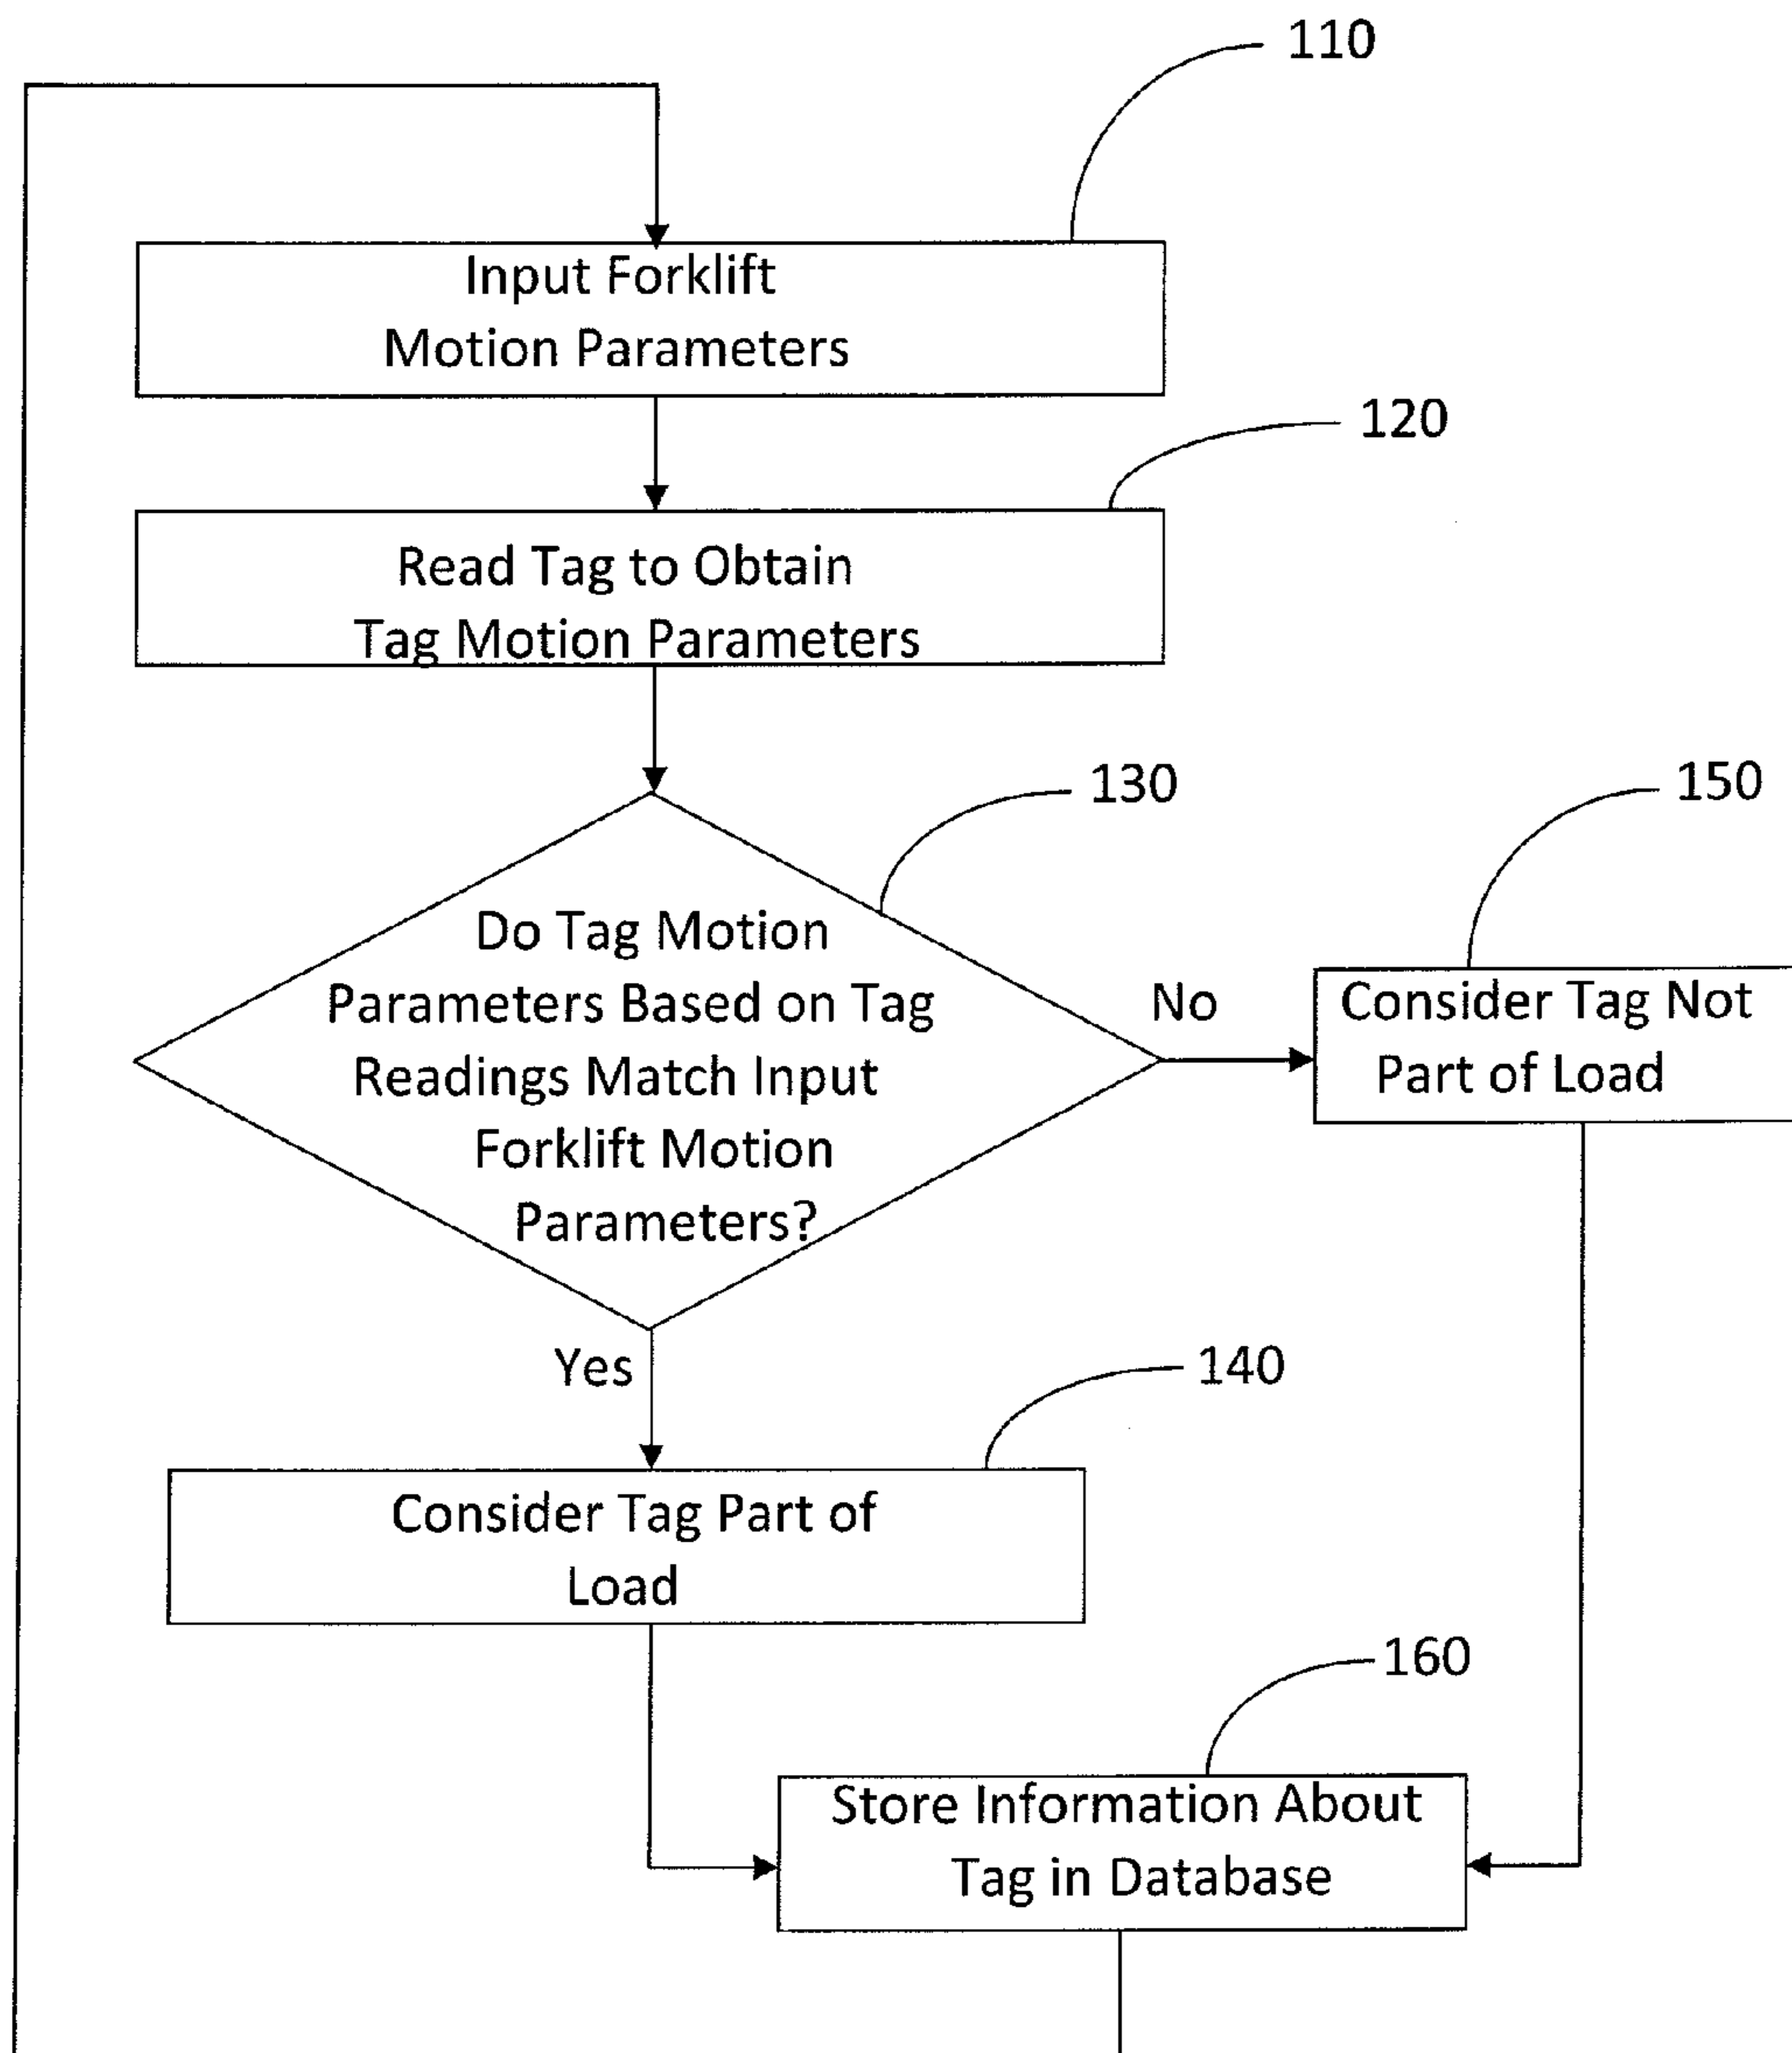 110
Input Forklift
Motion Parameters
120
Read Tag to Obtain
Tag Motion Parameters
130
150
Do Tag Motion
Parameters Based on Tag
Readings Match Input
Forklift Motion
Parameters?
No
Consider Tag Not
Part of Load
Yes
140
Consider Tag Part of
Load
160
Store Information About
Tag in Database